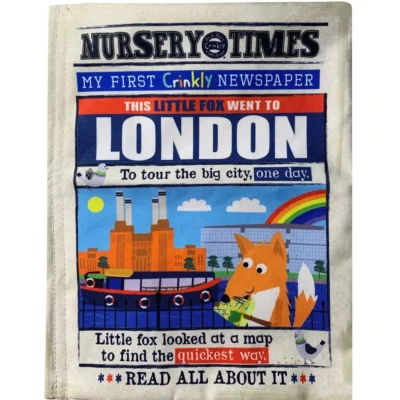 NURSERY Crinkly TIMES
MY FIRST Crinkly NEWSPAPER
THIS LITTLE FOX WENT TO
LONDON
To tour the big city, one day.
Little fox looked at a map
to find the quickest way.
READ ALL ABOUT IT